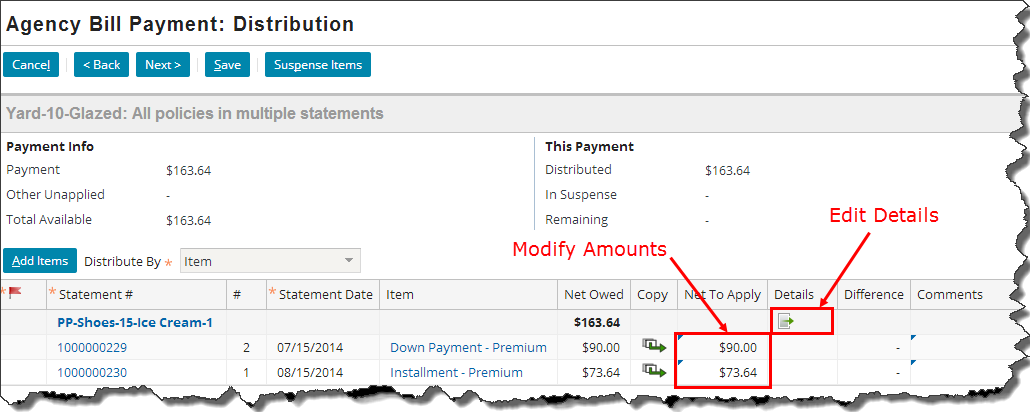 Agency Bill Payment: Distribution
Cancel < Back Next > Save Suspense Items
Yard-10-Glazed: All policies in multiple statements
Payment Info This Payment
Payment $163.64 Distributed $163.64
Other Unapplied - In Suspense -
Total Available $163.64 Remaining -
Edit Details
Modify Amounts
Add Items Distribute By * Item
* * Statement # # * Statement Date Item Net Owed Copy Net To Apply Details Difference Comments
PP-Shoes-15-Ice Cream-1 $163.64
1000000229 2 07/15/2014 Down Payment - Premium $90.00 $90.00 -
1000000230 1 08/15/2014 Installment - Premium $73.64 $73.64 -